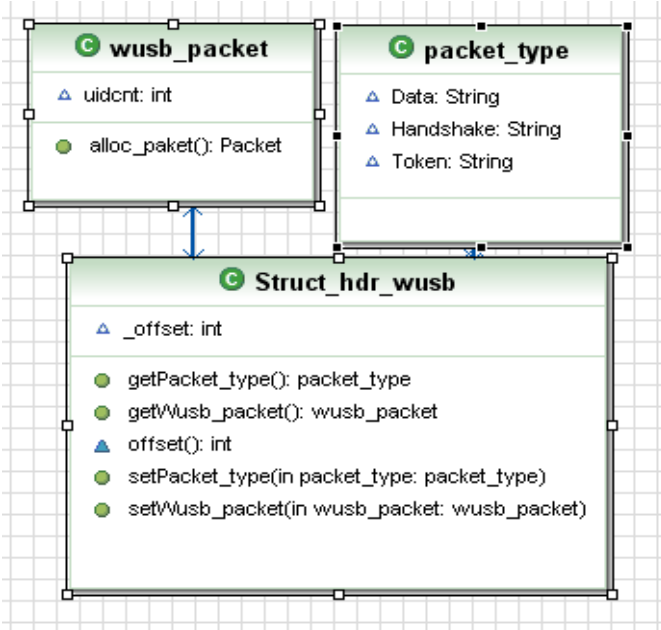 C wusb_packet
uidcnt: int
alloc_paket(): Packet
C packet_type
Data: String
Handshake: String
Token: String
C Struct_hdr_wusb
_offset: int
getPacket_type(): packet_type
getWusb_packet(): wusb_packet
offset(): int
setPacket_type(in packet_type: packet_type)
setWusb_packet(in wusb_packet: wusb_packet)